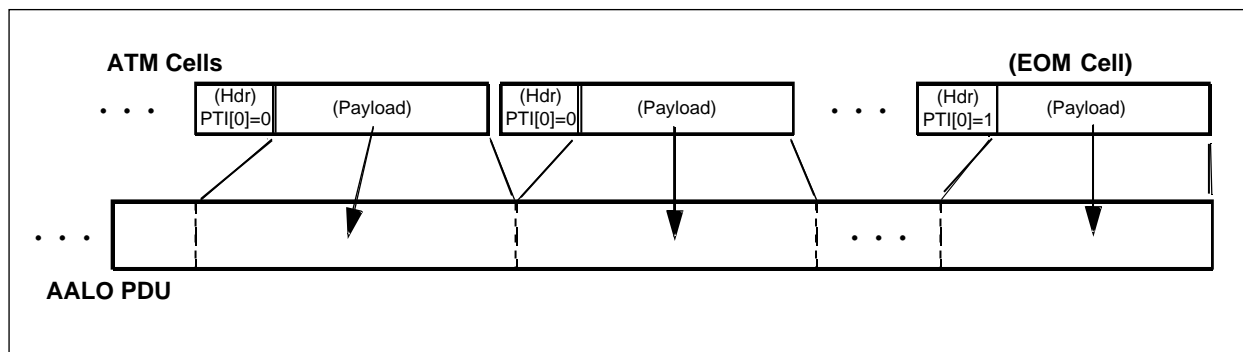 ATM Cells
(EOM Cell)
. . .
(Hdr)
PTI[0]=0
(Payload)
(Hdr)
PTI[0]=0
(Payload)
. . .
(Hdr)
PTI[0]=1
(Payload)
. . .
. . .
AALO PDU